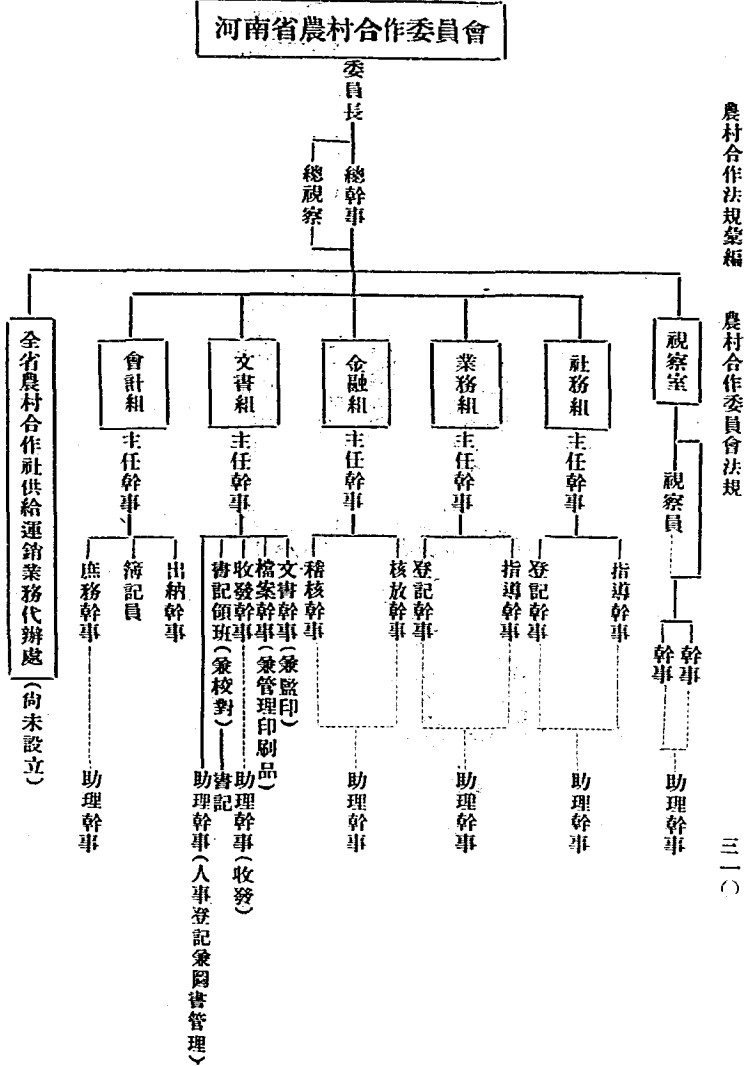 農村合作法規彙編
農村合作委員會法規
三一〇
河南省農村合作委員會
委員長
總幹事
總視察
視察室
視察員
幹事
幹事
助理幹事
社務組
主任幹事
指導幹事
登記幹事
助理幹事
業務組
主任幹事
指導幹事
登記幹事
助理幹事
金融組
主任幹事
核放幹事
稽核幹事
助理幹事
文書組
主任幹事
文書幹事(兼監印)
檔案幹事(兼管理印刷品)
收發幹事
助理幹事(收發)
書記領班(兼校對)
書記
助理幹事(人事登記兼圖書管理)
會計組
主任幹事
出納幹事
簿記員
庶務幹事
助理幹事
全省農村合作社供給運銷業務代辦處(尚未設立)